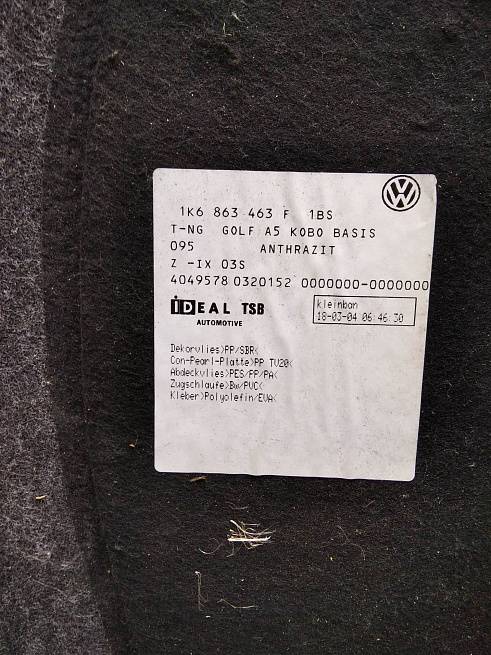 VW
1K6 863 463 F 1BS
T-NG GOLF A5 KOBO BASIS
095 ANTHRAZIT
Z -IX 03S
4049578 0320152 0000000-0000000
iDEAL TSB
AUTOMOTIVE
kleinban
18-03-04 06:46:30
Dekorvlies>PP/SBR<
Con-Pearl-Platte>PP TV20<
Abdeckvlies>PES/PP/PA<
Zugschlaufe>Bw/PVC<
Kleber>Polyolefin/EVA<